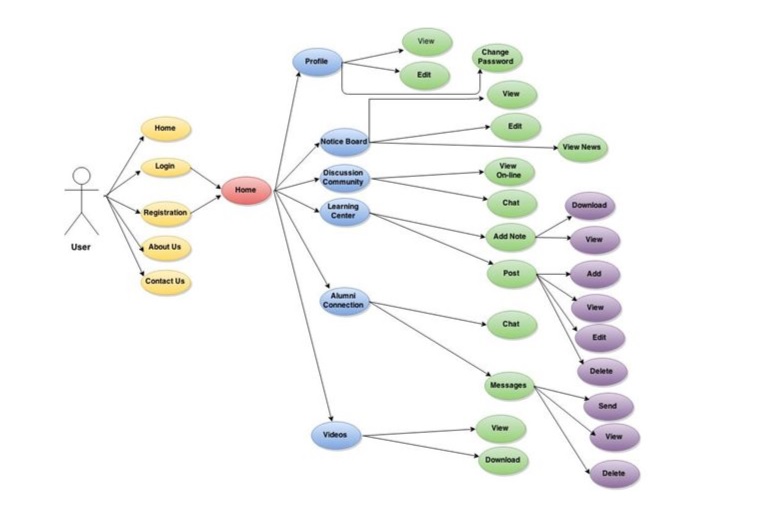 View
Profile
Edit
Change
Password
View
Home
Edit
Notice Board
View News
Login
Discussion
Community
View
On-line
Home
Registration
Learning
Center
Chat
Download
User
About Us
Add Note
View
Contact Us
Post
Add
Alumni
Connection
View
Chat
Edit
Delete
Messages
Send
Videos
View
View
Download
Delete